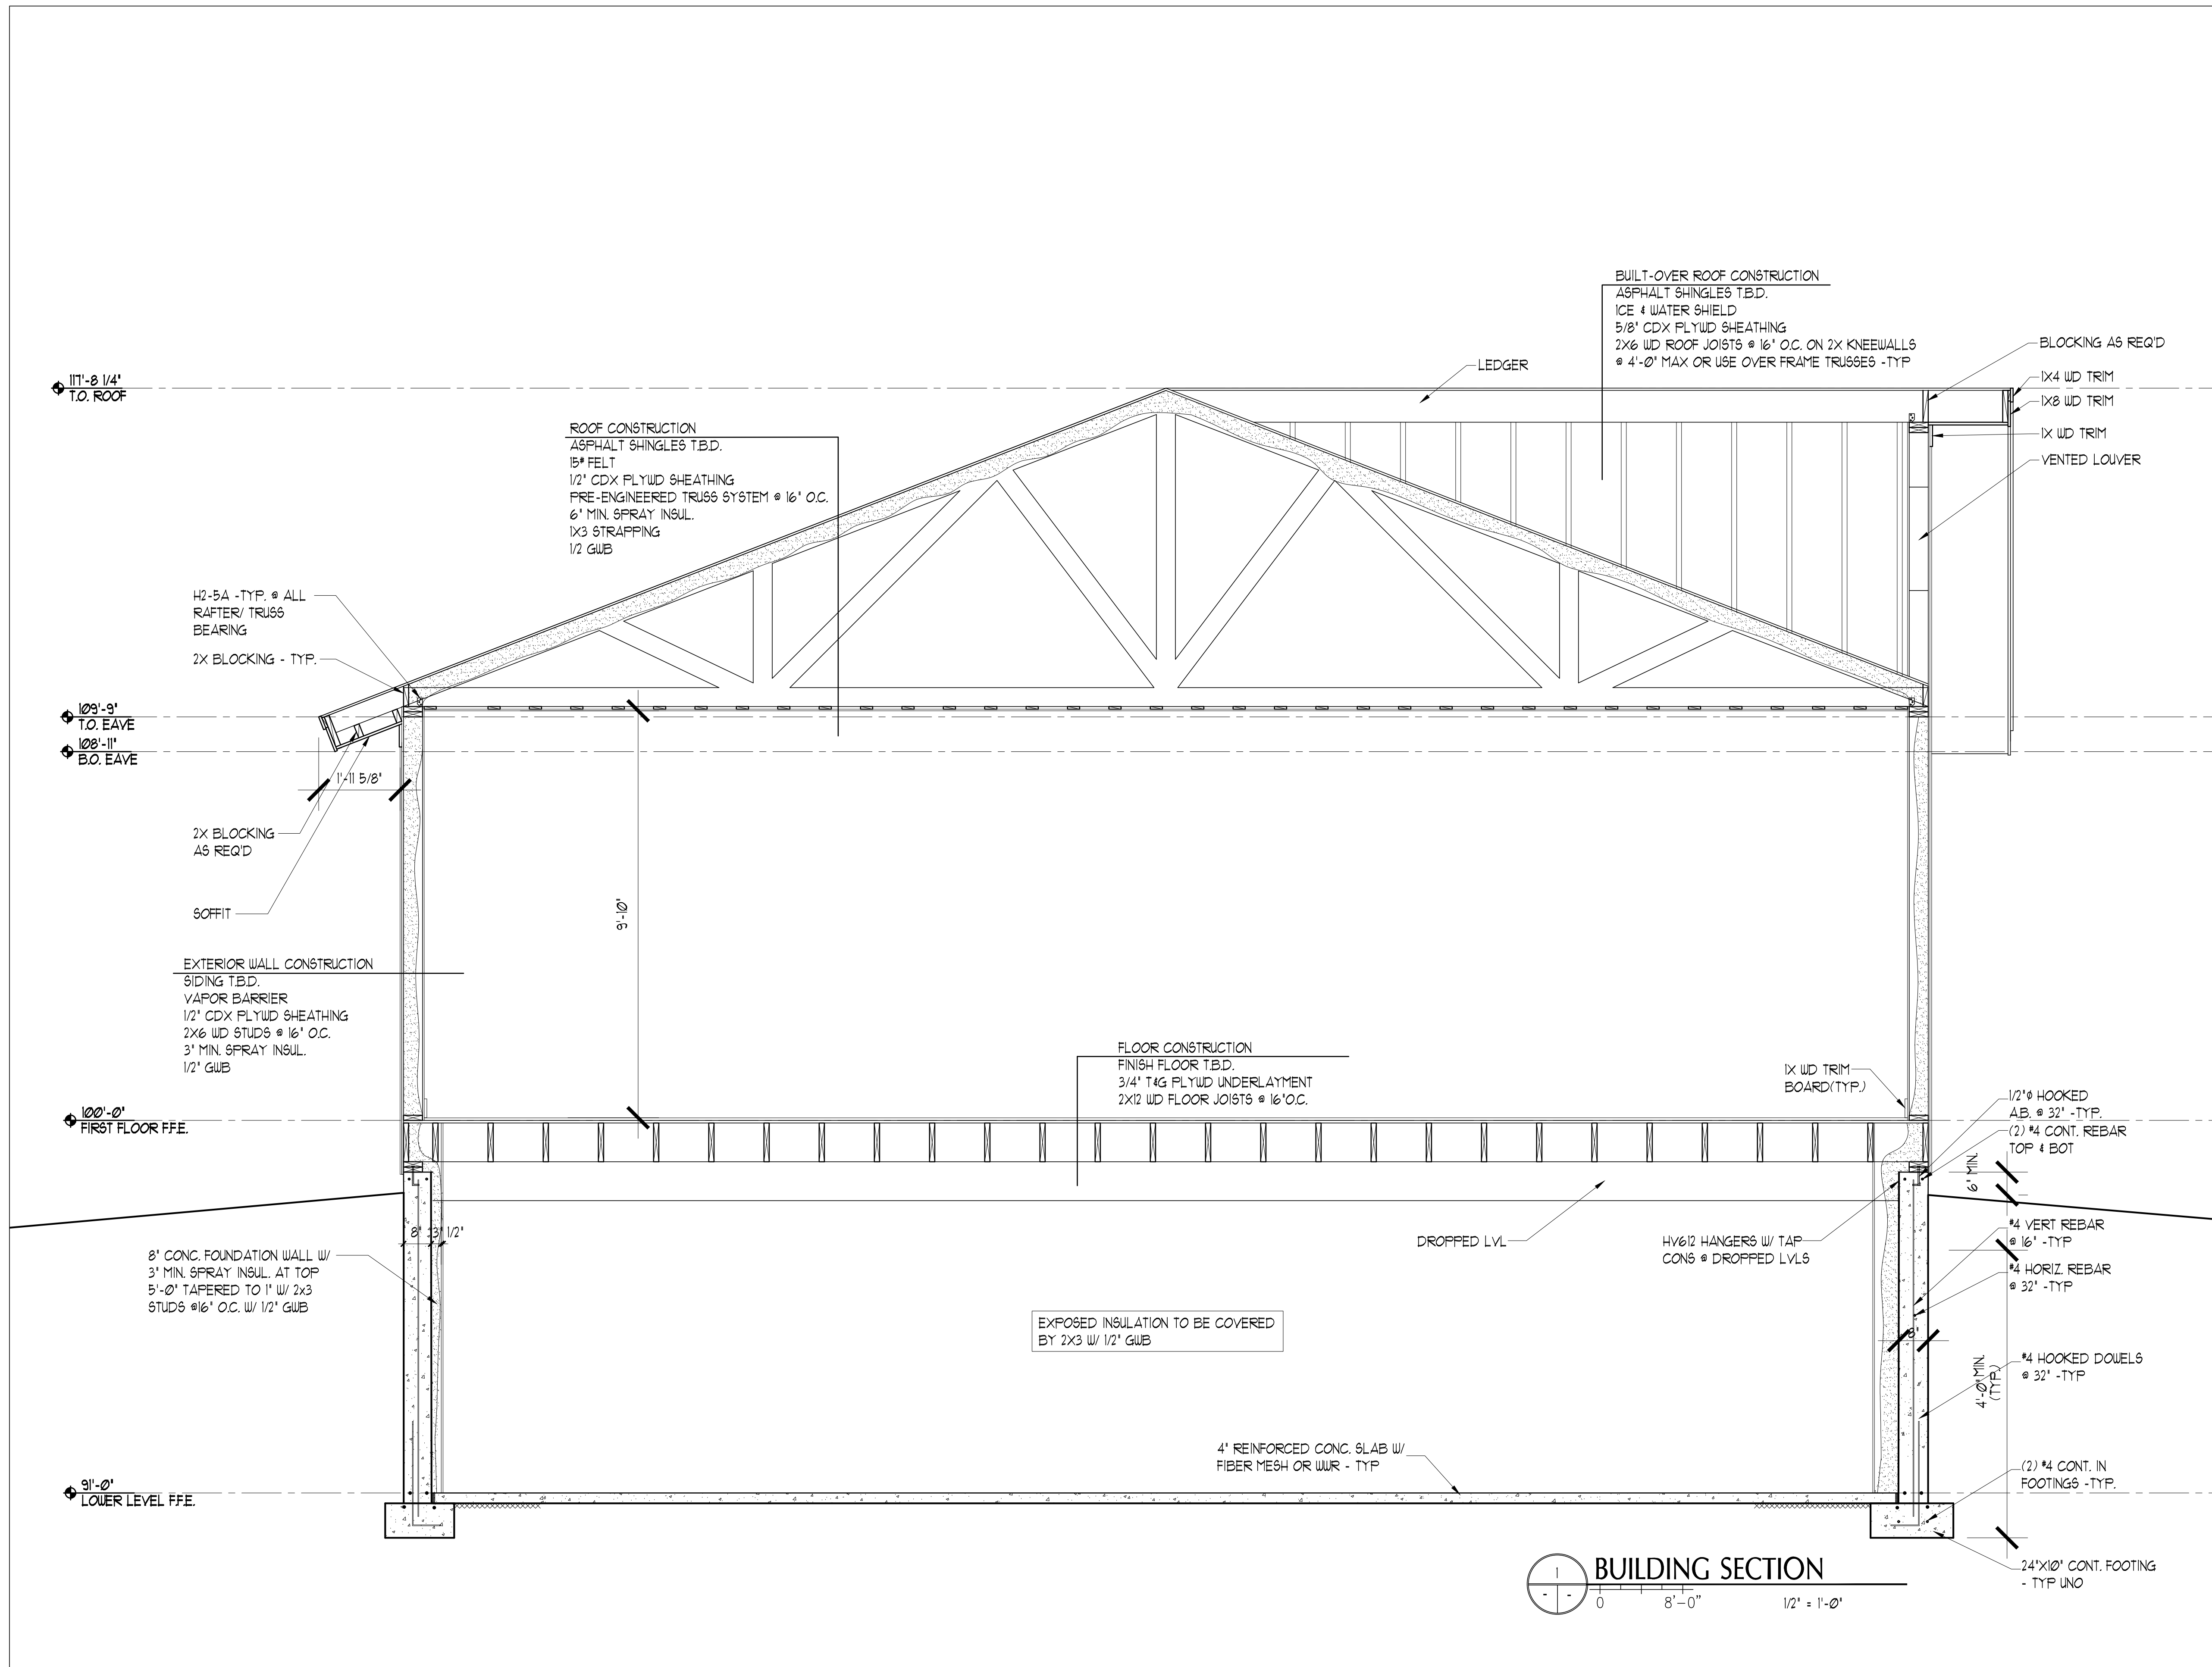 BUILT-OVER ROOF CONSTRUCTION
ASPHALT SHINGLES T.B.D.
ICE & WATER SHIELD
5/8" CDX PLYWD SHEATHING
2X6 WD ROOF JOISTS @ 16" O.C. ON 2X KNEEWALLS
@ 4'-0" MAX OR USE OVER FRAME TRUSSES -TYP
BLOCKING AS REQ'D
LEDGER
1X4 WD TRIM
117'-8 1/4"
T.O. ROOF
1X8 WD TRIM
1X WD TRIM
VENTED LOUVER
ROOF CONSTRUCTION
ASPHALT SHINGLES T.B.D.
15# FELT
1/2" CDX PLYWD SHEATHING
PRE-ENGINEERED TRUSS SYSTEM @ 16" O.C.
6" MIN. SPRAY INSUL.
1X3 STRAPPING
1/2 GWB
H2-5A -TYP. @ ALL
RAFTER/ TRUSS
BEARING
2X BLOCKING - TYP.
109'-9"
T.O. EAVE
108'-11"
B.O. EAVE
1'-11 5/8"
2X BLOCKING
AS REQ'D
SOFFIT
9'-10"
EXTERIOR WALL CONSTRUCTION
SIDING T.B.D.
VAPOR BARRIER
1/2" CDX PLYWD SHEATHING
2X6 WD STUDS @ 16" O.C.
3" MIN. SPRAY INSUL.
1/2" GWB
FLOOR CONSTRUCTION
FINISH FLOOR T.B.D.
3/4" T&G PLYWD UNDERLAYMENT
2X12 WD FLOOR JOISTS @ 16"O.C.
1X WD TRIM
BOARD(TYP.)
100'-0"
FIRST FLOOR F.F.E.
1/2"Ø HOOKED
A.B. @ 32" -TYP.
(2) #4 CONT. REBAR
TOP & BOT
6" MIN.
8"
3" 1/2"
8" CONC. FOUNDATION WALL W/
3" MIN. SPRAY INSUL. AT TOP
5'-0" TAPERED TO 1" W/ 2x3
STUDS @16" O.C. W/ 1/2" GWB
DROPPED LVL
HV612 HANGERS W/ TAP
CONS @ DROPPED LVLS
#4 VERT REBAR
@ 16" -TYP
#4 HORIZ. REBAR
@ 32" -TYP
EXPOSED INSULATION TO BE COVERED
BY 2X3 W/ 1/2" GWB
8"
#4 HOOKED DOWELS
@ 32" -TYP
4'-0" MIN.
(TYP.)
4" REINFORCED CONC. SLAB W/
FIBER MESH OR WWR - TYP
(2) #4 CONT. IN
FOOTINGS -TYP.
91'-0"
LOWER LEVEL F.F.E.
24"X10" CONT. FOOTING
- TYP UNO
1
- -
BUILDING SECTION
0 8'-0" 1/2" = 1'-0"